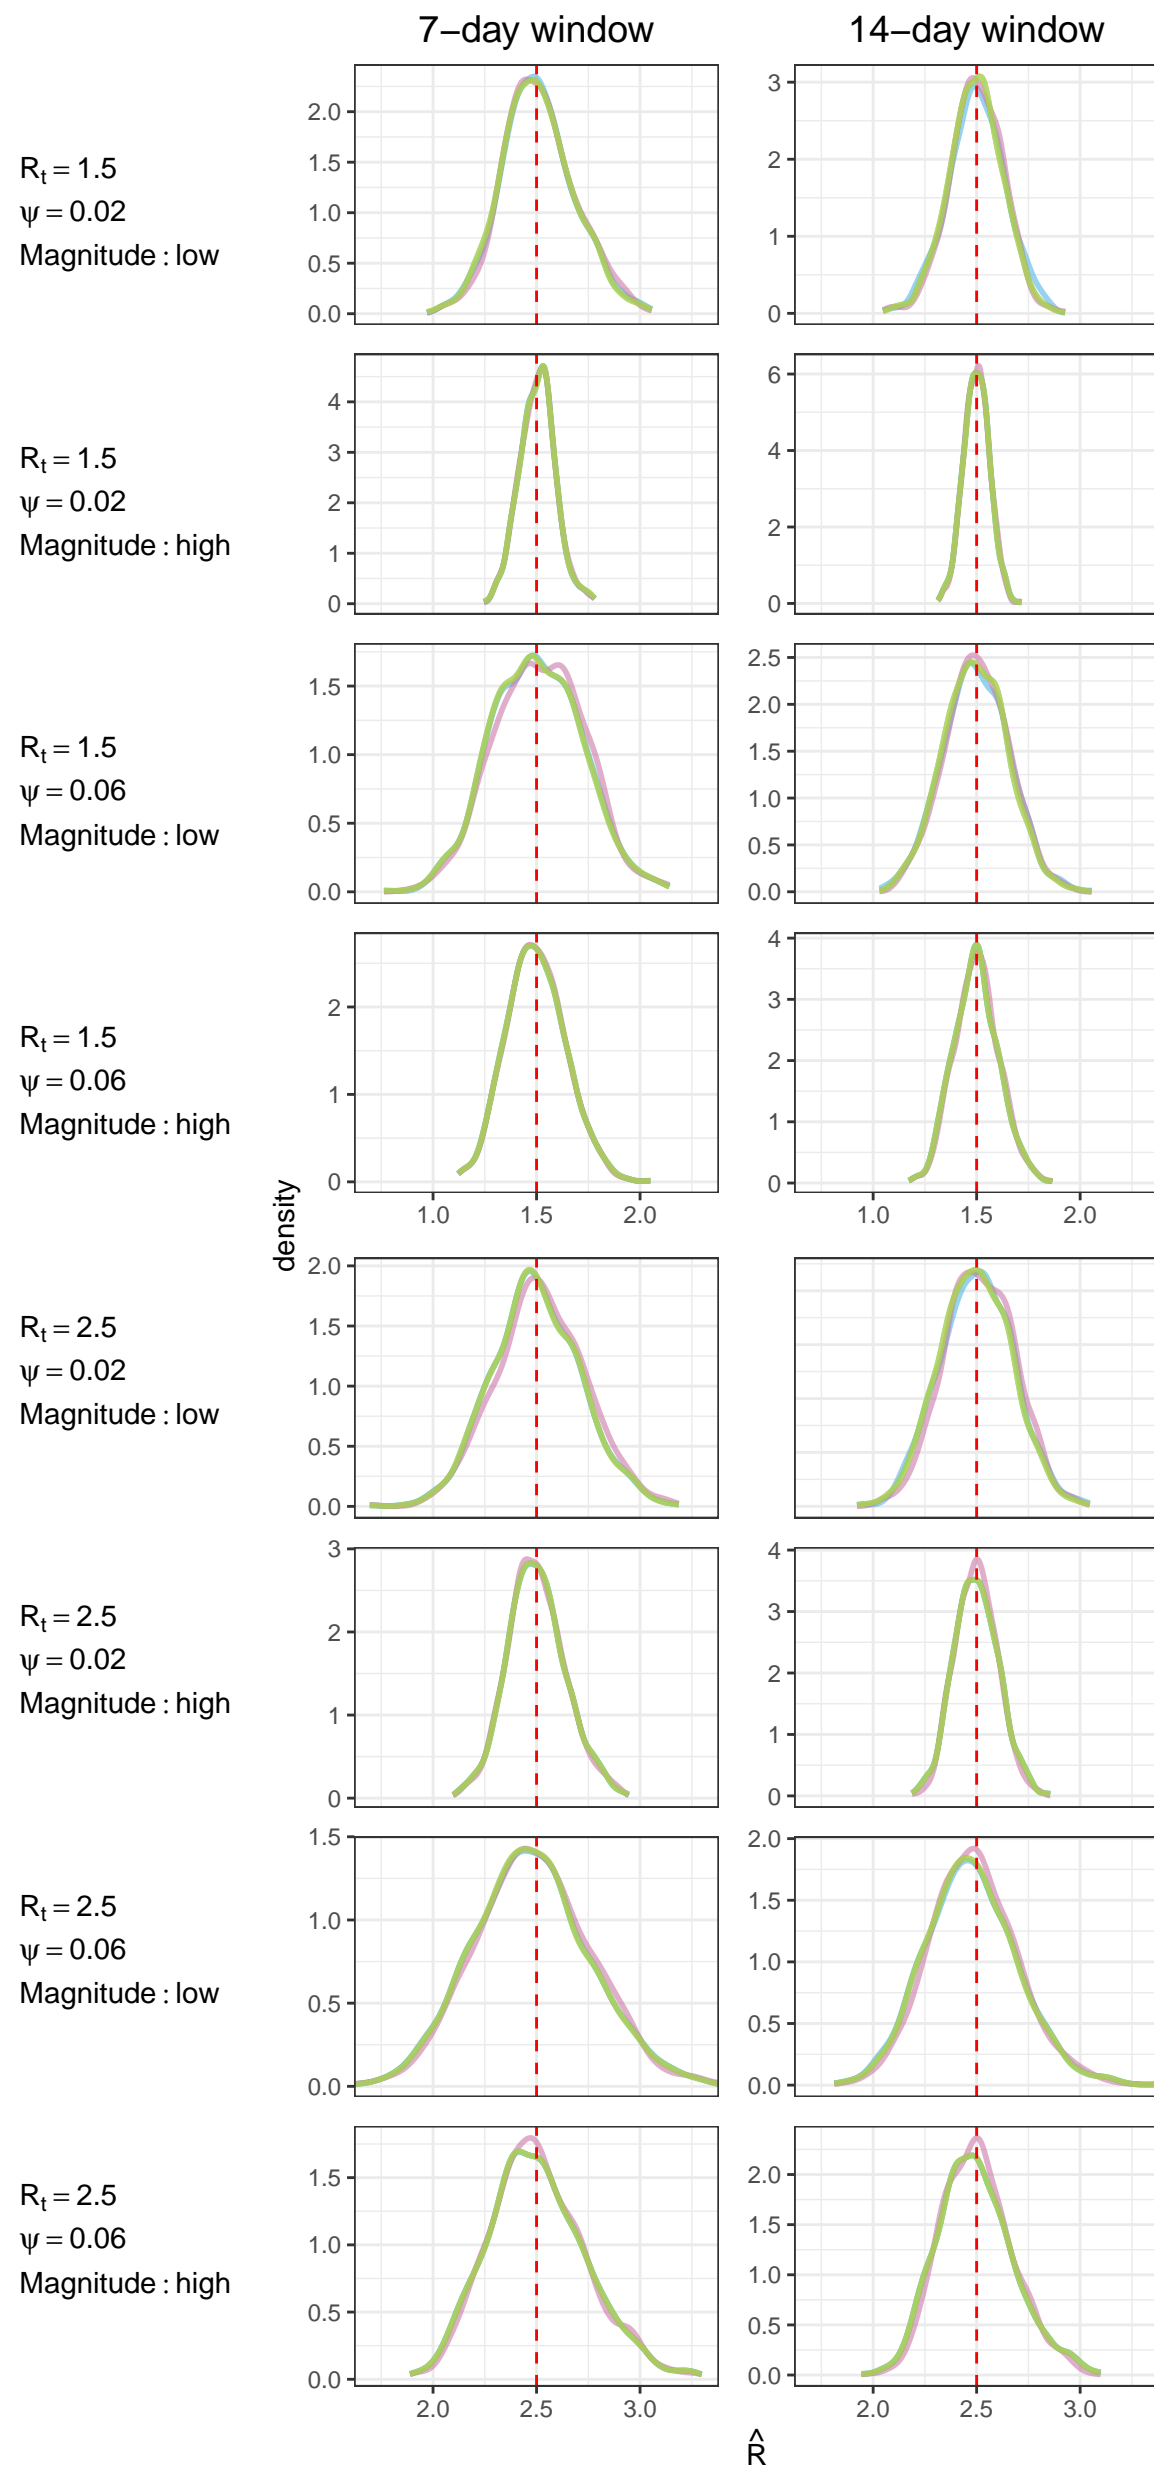 7−day window 14−day window
2.0
1.5
1.0
0.5
0.0
3
2
1
0
Rt = 1.5
ψ = 0.02
Magnitude : low
4
3
2
1
0
6
4
2
0
Rt = 1.5
ψ = 0.02
Magnitude : high
1.5
1.0
0.5
0.0
2.5
2.0
1.5
1.0
0.5
0.0
Rt = 1.5
ψ = 0.06
Magnitude : low
2
1
0
4
3
2
1
0
Rt = 1.5
ψ = 0.06
Magnitude : high
1.0 1.5 2.0 1.0 1.5 2.0
density
2.0
1.5
1.0
0.5
0.0
Rt = 2.5
ψ = 0.02
Magnitude : low
3
2
1
0
4
3
2
1
0
Rt = 2.5
ψ = 0.02
Magnitude : high
1.5
1.0
0.5
0.0
2.0
1.5
1.0
0.5
0.0
Rt = 2.5
ψ = 0.06
Magnitude : low
1.5
1.0
0.5
0.0
2.0
1.5
1.0
0.5
0.0
Rt = 2.5
ψ = 0.06
Magnitude : high
2.0 2.5 3.0 2.0 2.5 3.0
R̂